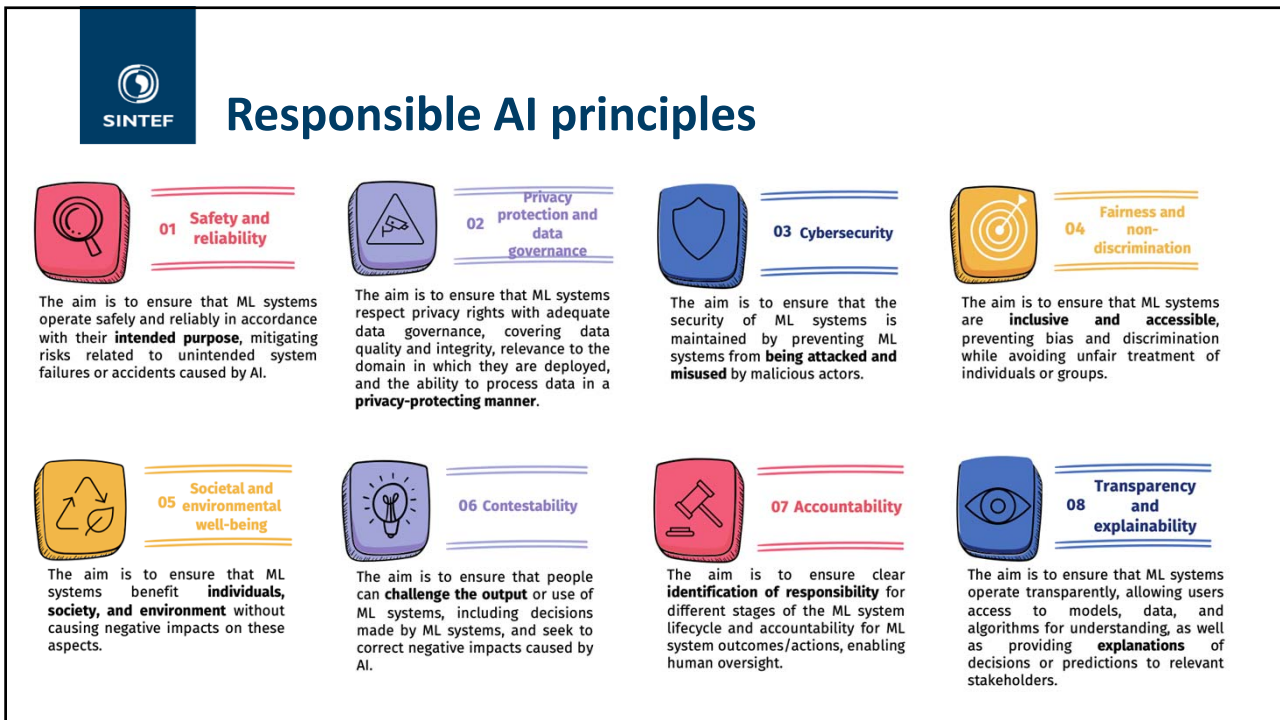 SINTEF
Responsible AI principles
01 Safety and
reliability
The aim is to ensure that ML systems
operate safely and reliably in accordance
with their intended purpose, mitigating
risks related to unintended system
failures or accidents caused by AI.
02 Privacy
protection and
data
governance
The aim is to ensure that ML systems
respect privacy rights with adequate
data governance, covering data
quality and integrity, relevance to the
domain in which they are deployed,
and the ability to process data in a
privacy-protecting manner.
03 Cybersecurity
The aim is to ensure that the
security of ML systems is
maintained by preventing ML
systems from being attacked and
misused by malicious actors.
04 Fairness and
non-
discrimination
The aim is to ensure that ML systems
are inclusive and accessible,
preventing bias and discrimination
while avoiding unfair treatment of
individuals or groups.
05 Societal and
environmental
well-being
The aim is to ensure that ML
systems benefit individuals,
society, and environment without
causing negative impacts on these
aspects.
06 Contestability
The aim is to ensure that people
can challenge the output or use of
ML systems, including decisions
made by ML systems, and seek to
correct negative impacts caused by
AI.
07 Accountability
The aim is to ensure clear
identification of responsibility for
different stages of the ML system
lifecycle and accountability for ML
system outcomes/actions, enabling
human oversight.
08 Transparency
and
explainability
The aim is to ensure that ML systems
operate transparently, allowing users
access to models, data, and
algorithms for understanding, as well
as providing explanations of
decisions or predictions to relevant
stakeholders.